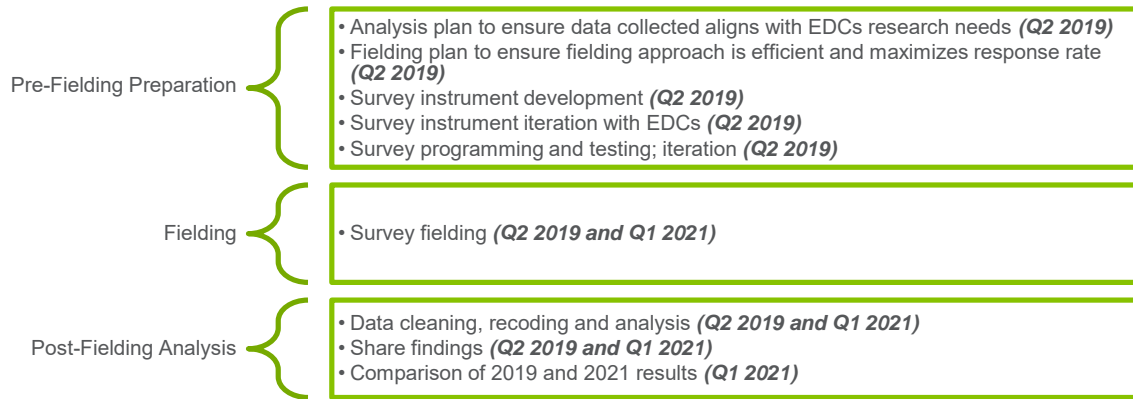 Pre-Fielding Preparation
• Analysis plan to ensure data collected aligns with EDCs research needs (Q2 2019)
• Fielding plan to ensure fielding approach is efficient and maximizes response rate
(Q2 2019)
• Survey instrument development (Q2 2019)
• Survey instrument iteration with EDCs (Q2 2019)
• Survey programming and testing; iteration (Q2 2019)
Fielding
• Survey fielding (Q2 2019 and Q1 2021)
Post-Fielding Analysis
• Data cleaning, recoding and analysis (Q2 2019 and Q1 2021)
• Share findings (Q2 2019 and Q1 2021)
• Comparison of 2019 and 2021 results (Q1 2021)